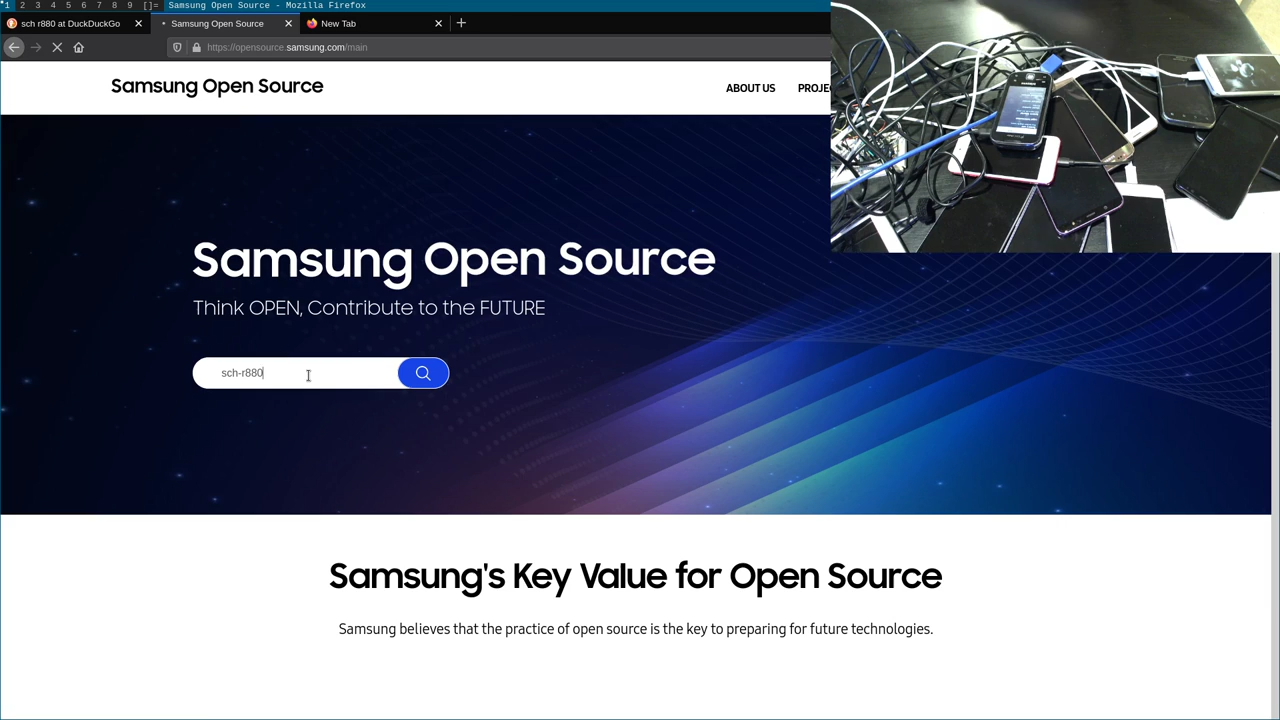 1 2 3 4 5 6 7 8 9 []= Samsung Open Source - Mozilla Firefox
sch r880 at DuckDuckGo Samsung Open Source New Tab
https://opensource.samsung.com/main
Samsung Open Source ABOUT US PROJEC
Samsung Open Source
Think OPEN, Contribute to the FUTURE
sch-r880
Samsung's Key Value for Open Source
Samsung believes that the practice of open source is the key to preparing for future technologies.